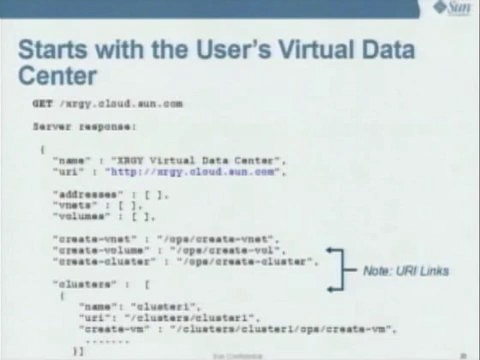 Sun
Starts with the User's Virtual Data
Center
GET /xrgy.cloud.sun.com
Server response:
{
"name" : "XRGY Virtual Data Center",
"uri" : "http://xrgy.cloud.sun.com",
"addresses" : [ ],
"vnets" : [ ],
"volumes" : [ ],
"create-vnet" : "/ops/create-vnet",
"create-volume" : "/ops/create-vol",
"create-cluster" : "/ops/create-cluster",
Note: URI Links
"clusters" : [
{
"name": "cluster1",
"uri": "/clusters/cluster1",
"create-vm" : "/clusters/cluster1/ops/create-vm",
.......
}]
Sun Confidential